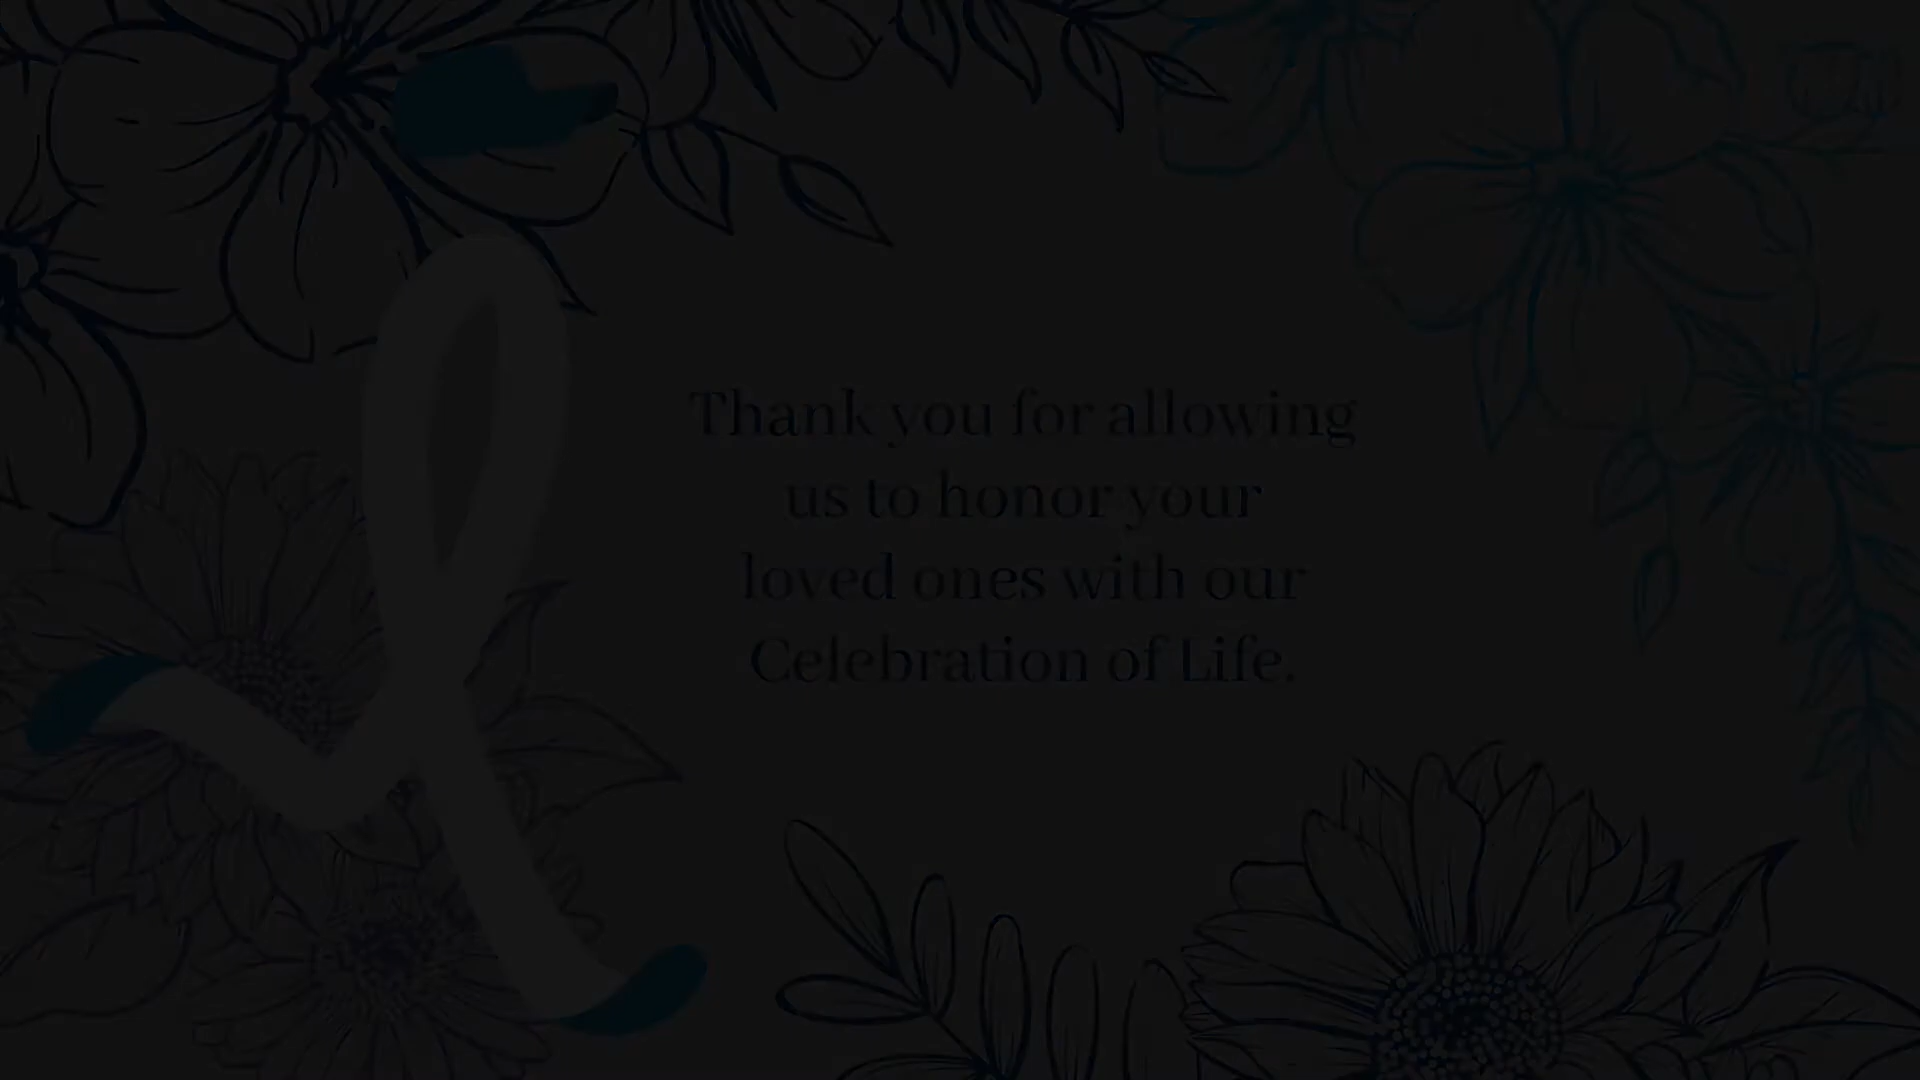 Thank you for allowing
us to honor your
loved ones with our
Celebration of Life.